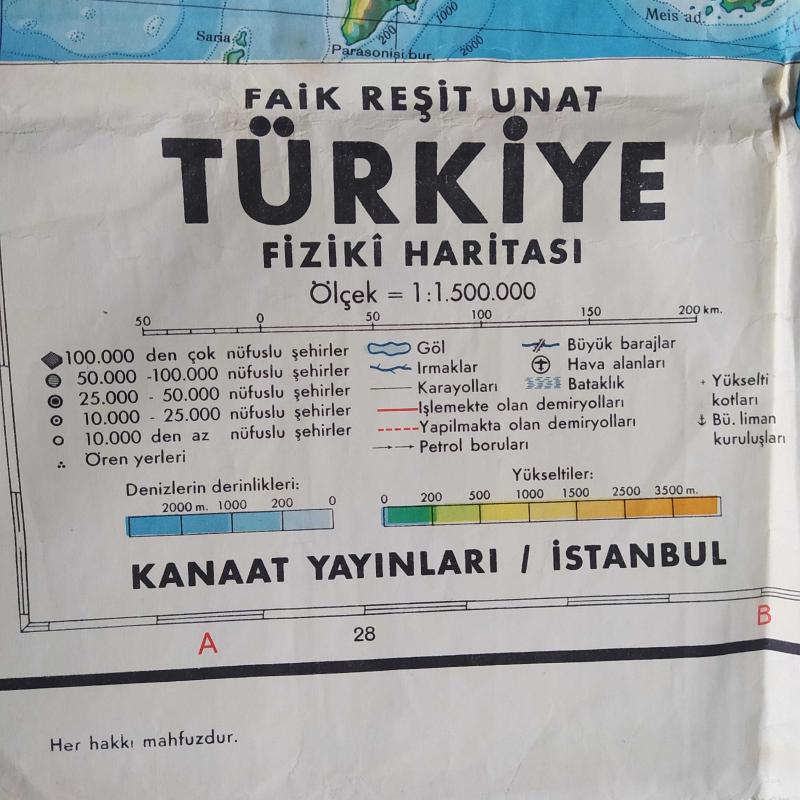 Saria
200
1000
2000
Parasonisi bur.
Meis ad.
FAİK REŞİT UNAT
TÜRKİYE
FİZİKÎ HARİTASI
Ölçek = 1:1.500.000
50 0 50 100 150 200 km.
100.000 den çok nüfuslu şehirler
50.000 -100.000 nüfuslu şehirler
25.000 - 50.000 nüfuslu şehirler
10.000 - 25.000 nüfuslu şehirler
10.000 den az nüfuslu şehirler
Ören yerleri
Göl
Irmaklar
Karayolları
İşlemekte olan demiryolları
Yapılmakta olan demiryolları
Petrol boruları
Büyük barajlar
Hava alanları
Bataklık
Yükselti
kotları
Bü. liman
kuruluşları
Denizlerin derinlikleri:
2000 m. 1000 200 0
Yükseltiler:
0 200 500 1000 1500 2500 3500 m.
KANAAT YAYINLARI / İSTANBUL
A
28
B
Her hakkı mahfuzdur.